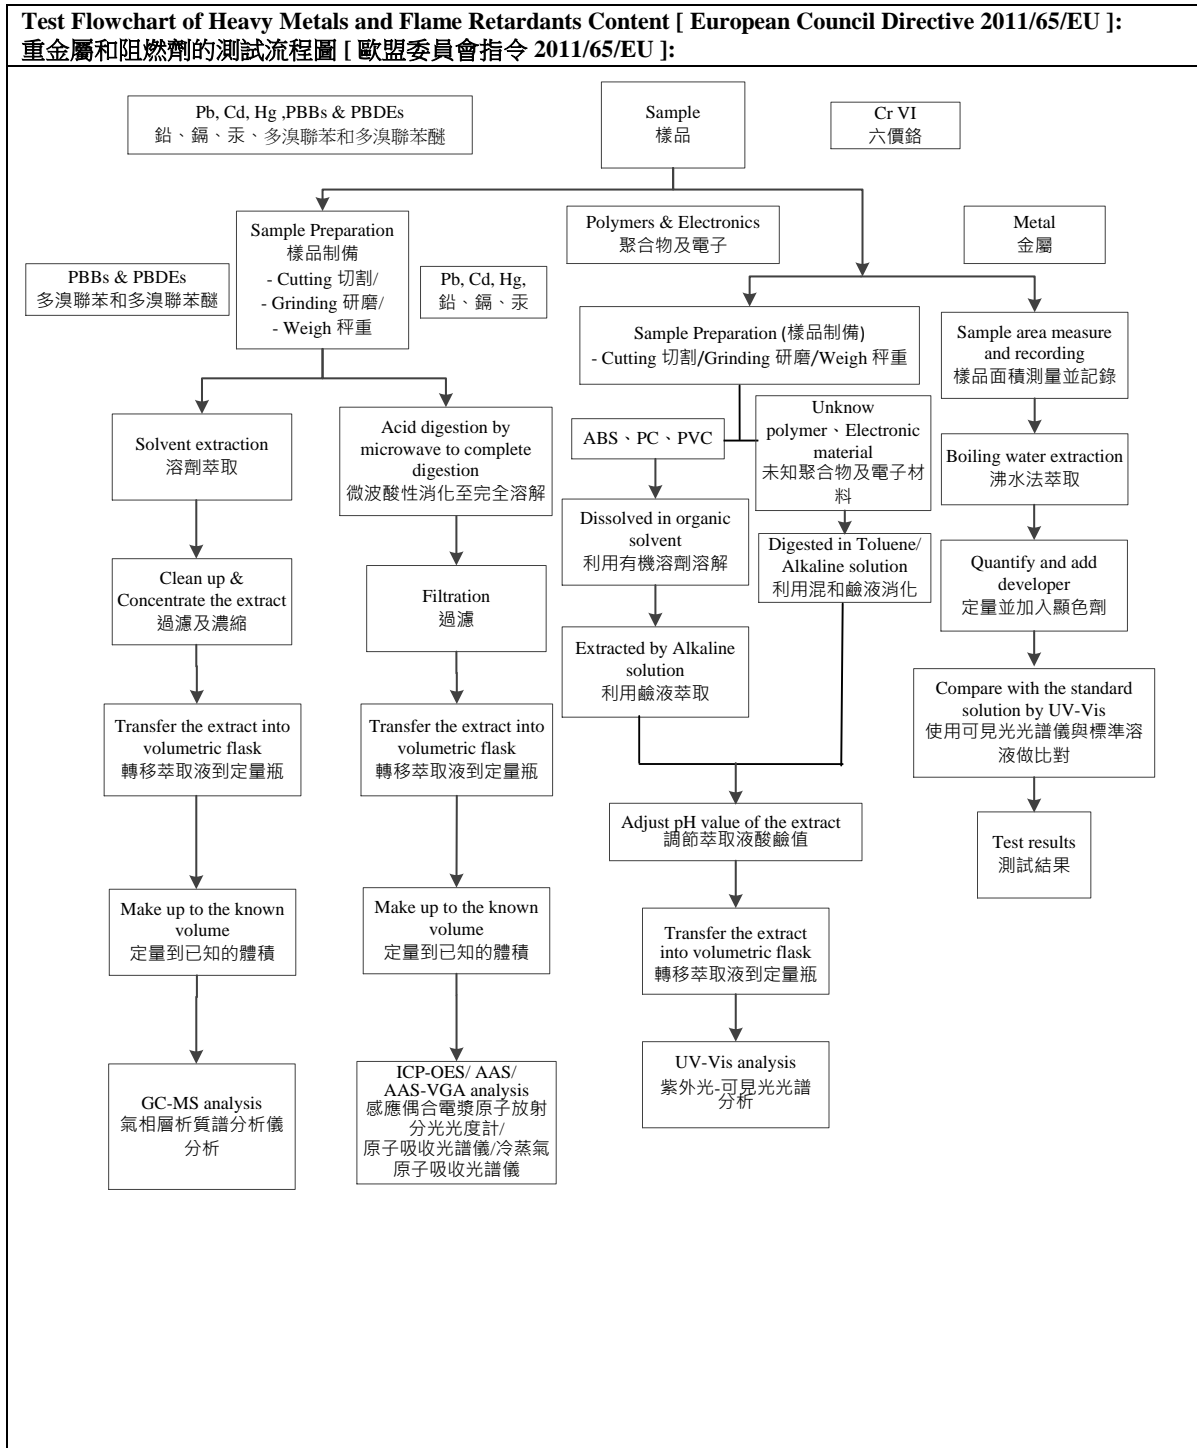 Test Flowchart of Heavy Metals and Flame Retardants Content [ European Council Directive 2011/65/EU ]:
重金屬和阻燃劑的測試流程圖 [ 歐盟委員會指令 2011/65/EU ]:
Pb, Cd, Hg ,PBBs & PBDEs
鉛、鎘、汞、多溴聯苯和多溴聯苯醚
Sample
樣品
Cr VI
六價鉻
Sample Preparation
樣品制備
- Cutting 切割/
- Grinding 研磨/
- Weigh 秤重
PBBs & PBDEs
多溴聯苯和多溴聯苯醚
Pb, Cd, Hg,
鉛、鎘、汞
Polymers & Electronics
聚合物及電子
Metal
金屬
Sample Preparation (樣品制備)
- Cutting 切割/Grinding 研磨/Weigh 秤重
Sample area measure
and recording
樣品面積測量並記錄
Solvent extraction
溶劑萃取
Acid digestion by
microwave to complete
digestion
微波酸性消化至完全溶解
ABS、PC、PVC
Unknow
polymer、Electronic
material
未知聚合物及電子材
料
Boiling water extraction
沸水法萃取
Clean up &
Concentrate the extract
過濾及濃縮
Filtration
過濾
Dissolved in organic
solvent
利用有機溶劑溶解
Digested in Toluene/
Alkaline solution
利用混和鹼液消化
Quantify and add
developer
定量並加入顯色劑
Extracted by Alkaline
solution
利用鹼液萃取
Compare with the standard
solution by UV-Vis
使用可見光光譜儀與標準溶
液做比對
Transfer the extract into
volumetric flask
轉移萃取液到定量瓶
Transfer the extract into
volumetric flask
轉移萃取液到定量瓶
Adjust pH value of the extract
調節萃取液酸鹼值
Test results
測試結果
Make up to the known
volume
定量到已知的體積
Make up to the known
volume
定量到已知的體積
Transfer the extract
into volumetric flask
轉移萃取液到定量瓶
GC-MS analysis
氣相層析質譜分析儀
分析
ICP-OES/ AAS/
AAS-VGA analysis
感應偶合電漿原子放射
分光光度計/
原子吸收光譜儀/冷蒸氣
原子吸收光譜儀
UV-Vis analysis
紫外光-可見光光譜
分析